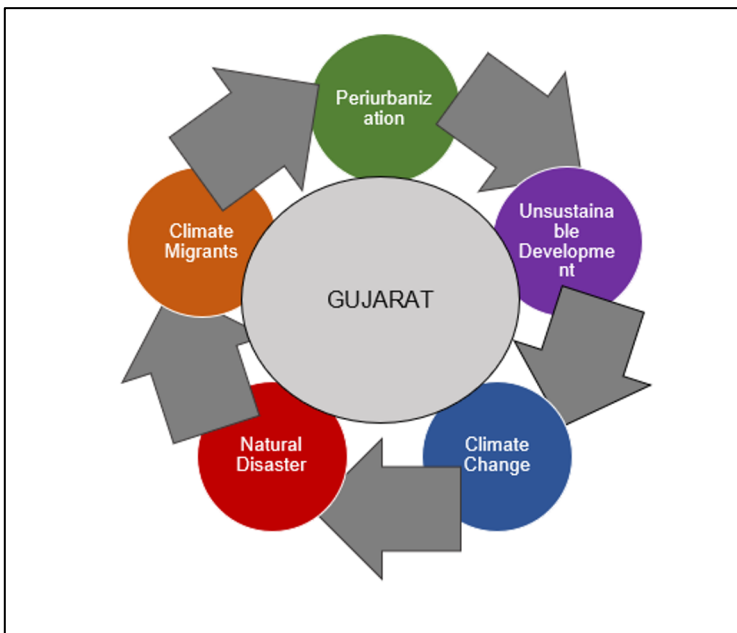 Periurbaniz
ation
Unsustaina
ble
Developme
nt
Climate
Change
Natural
Disaster
Climate
Migrants
GUJARAT